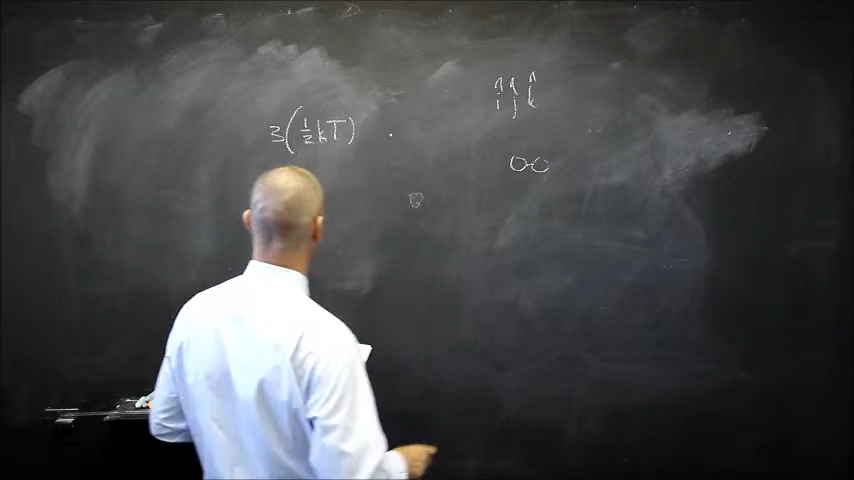 î ĵ k̂
3(½kT)